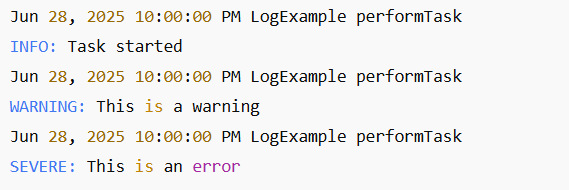 Jun 28, 2025 10:00:00 PM LogExample performTask
INFO: Task started
Jun 28, 2025 10:00:00 PM LogExample performTask
WARNING: This is a warning
Jun 28, 2025 10:00:00 PM LogExample performTask
SEVERE: This is an error